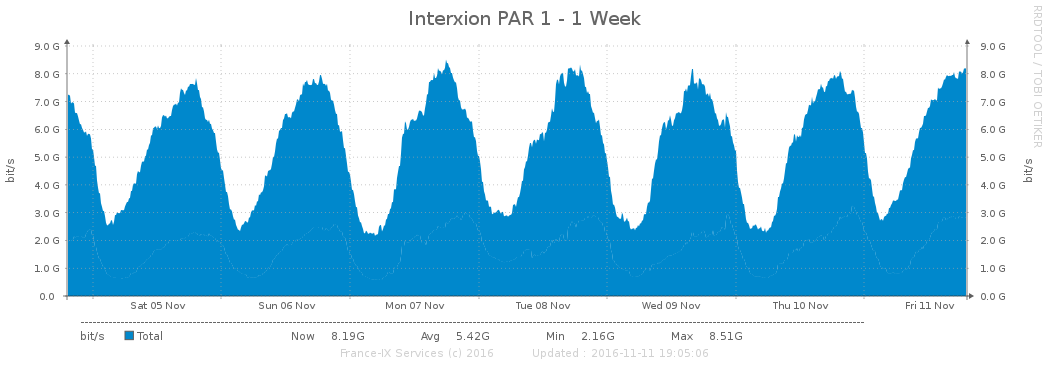 Interxion PAR 1 - 1 Week
RRDTOOL / TOBI OETIKER
9.0 G 9.0 G
8.0 G 8.0 G
7.0 G 7.0 G
6.0 G 6.0 G
5.0 G 5.0 G
4.0 G 4.0 G
3.0 G 3.0 G
2.0 G 2.0 G
1.0 G 1.0 G
0.0 0.0 G
bit/s
bit/s
Sat 05 Nov Sun 06 Nov Mon 07 Nov Tue 08 Nov Wed 09 Nov Thu 10 Nov Fri 11 Nov
bit/s Total Now 8.19G Avg 5.42G Min 2.16G Max 8.51G
France-IX Services (c) 2016 Updated : 2016-11-11 19:05:06